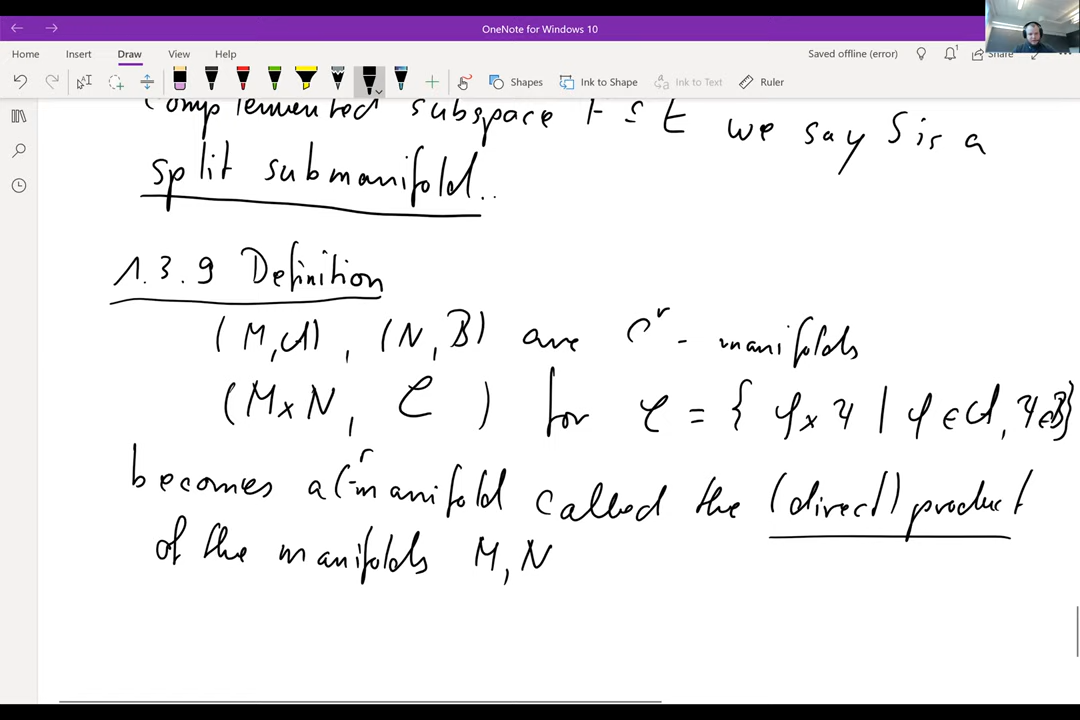 OneNote for Windows 10
Home Insert Draw View Help
Saved offline (error)
Share
Shapes Ink to Shape Ink to Text Ruler
complemented subspace F ⊆ E we say S is a
split submanifold..
1.3.9 Definition
(M,A), (N,B) are C^r-manifolds
(M×N, C) for C = { φ×ψ | φ∈A, ψ∈B}
becomes a C^r-manifold called the (direct) product
of the manifolds M, N